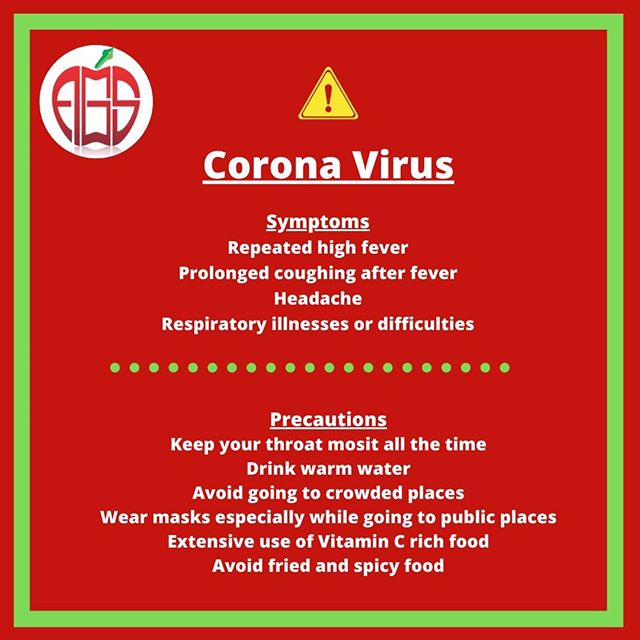 AGS
Corona Virus
Symptoms
Repeated high fever
Prolonged coughing after fever
Headache
Respiratory illnesses or difficulties
Precautions
Keep your throat mosit all the time
Drink warm water
Avoid going to crowded places
Wear masks especially while going to public places
Extensive use of Vitamin C rich food
Avoid fried and spicy food